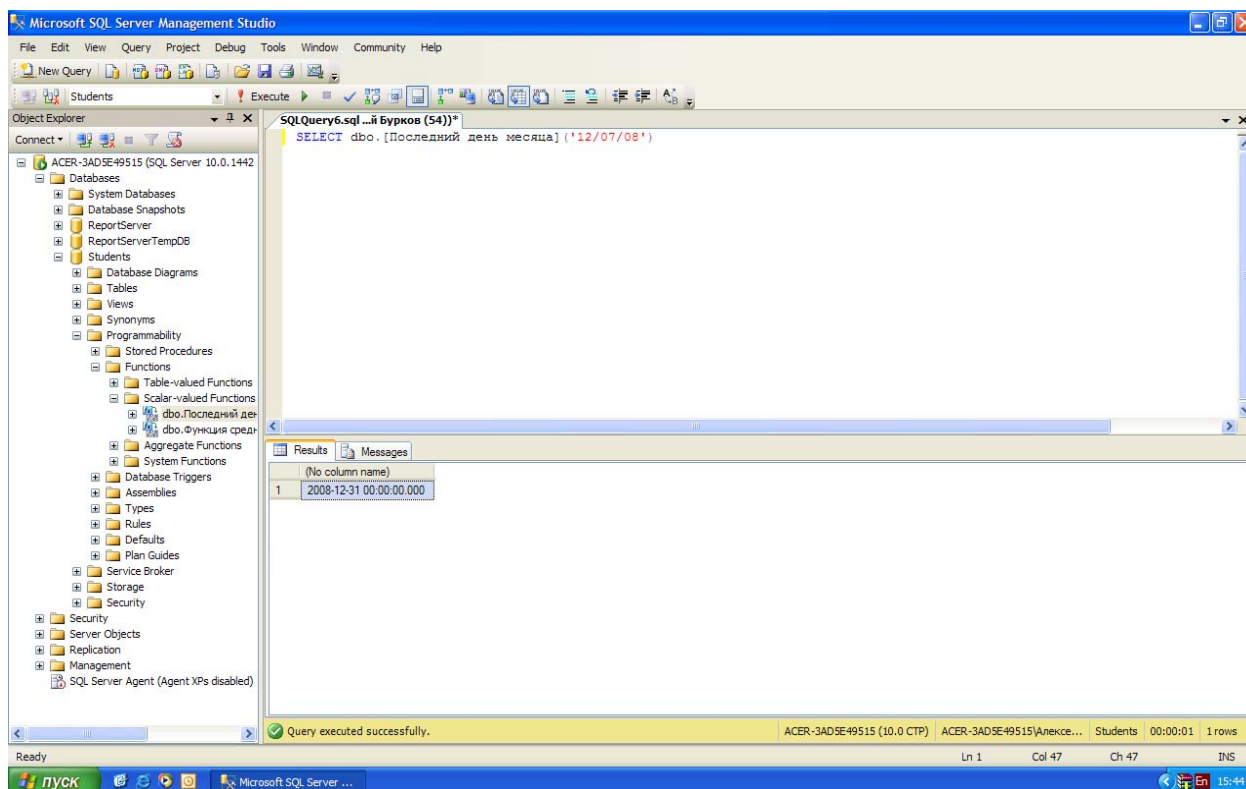 Microsoft SQL Server Management Studio
File Edit View Query Project Debug Tools Window Community Help
New Query
Students Execute
Object Explorer
SQLQuery6.sql ...й Бурков (54))*
Connect
SELECT dbo.[Последний день месяца]('12/07/08')
ACER-3AD5E49515 (SQL Server 10.0.1442
Databases
System Databases
Database Snapshots
ReportServer
ReportServerTempDB
Students
Database Diagrams
Tables
Views
Synonyms
Programmability
Stored Procedures
Functions
Table-valued Functions
Scalar-valued Functions
dbo.Последний ден
dbo.Функция средн
Aggregate Functions
System Functions
Database Triggers
Assemblies
Types
Rules
Defaults
Plan Guides
Service Broker
Storage
Security
Security
Server Objects
Replication
Management
SQL Server Agent (Agent XPs disabled)
Results Messages
(No column name)
1 2008-12-31 00:00:00.000
Query executed successfully. ACER-3AD5E49515 (10.0 CTP) ACER-3AD5E49515\Алексе... Students 00:00:01 1 rows
Ready Ln 1 Col 47 Ch 47 INS
пуск Microsoft SQL Server ... En 15:44